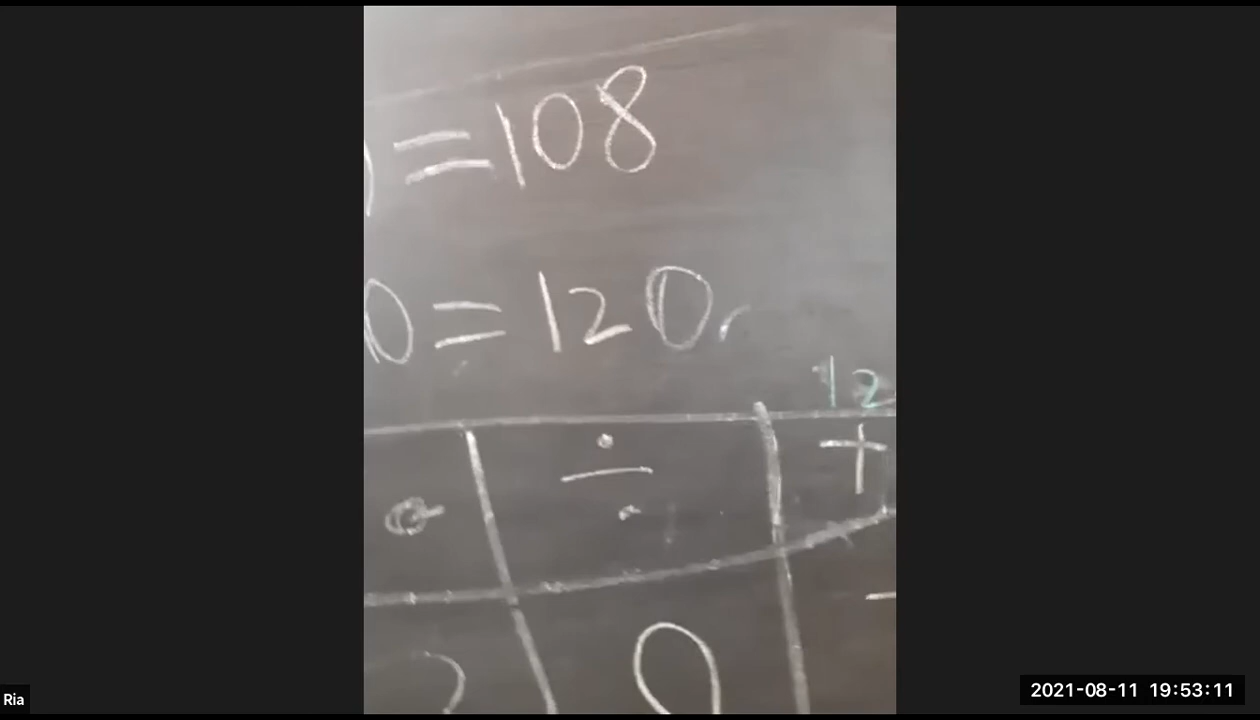 ) = 108
0 = 120
12
÷ +
Ria
2021-08-11 19:53:11